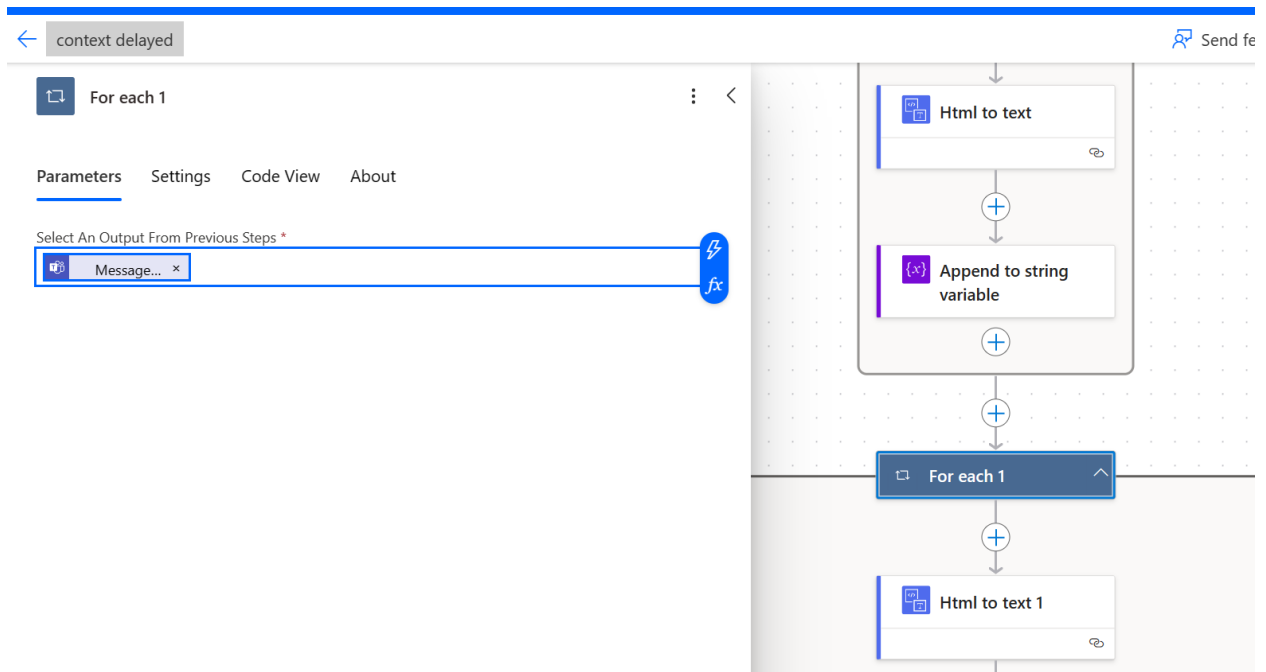 context delayed
Send fe
For each 1
Parameters Settings Code View About
Select An Output From Previous Steps *
Message... ×
fx
Html to text
{x} Append to string
variable
For each 1
Html to text 1